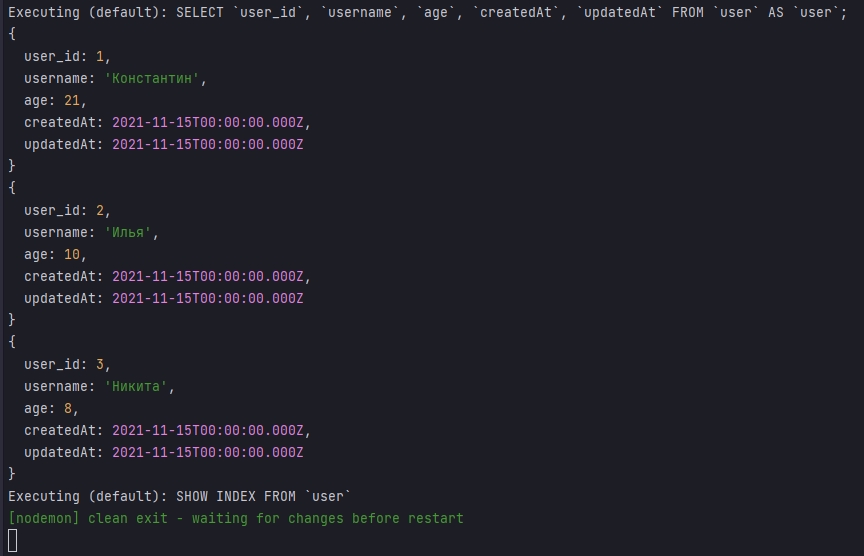 Executing (default): SELECT `user_id`, `username`, `age`, `createdAt`, `updatedAt` FROM `user` AS `user`;
{
  user_id: 1,
  username: 'Константин',
  age: 21,
  createdAt: 2021-11-15T00:00:00.000Z,
  updatedAt: 2021-11-15T00:00:00.000Z
}
{
  user_id: 2,
  username: 'Илья',
  age: 10,
  createdAt: 2021-11-15T00:00:00.000Z,
  updatedAt: 2021-11-15T00:00:00.000Z
}
{
  user_id: 3,
  username: 'Никита',
  age: 8,
  createdAt: 2021-11-15T00:00:00.000Z,
  updatedAt: 2021-11-15T00:00:00.000Z
}
Executing (default): SHOW INDEX FROM `user`
[nodemon] clean exit - waiting for changes before restart